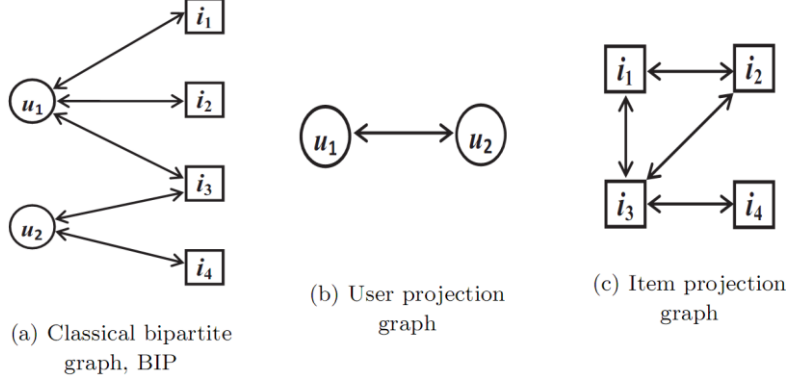 i1
u1
i2
i3
u2
i4
(a) Classical bipartite
graph, BIP
u1 u2
(b) User projection
graph
i1 i2
i3 i4
(c) Item projection
graph